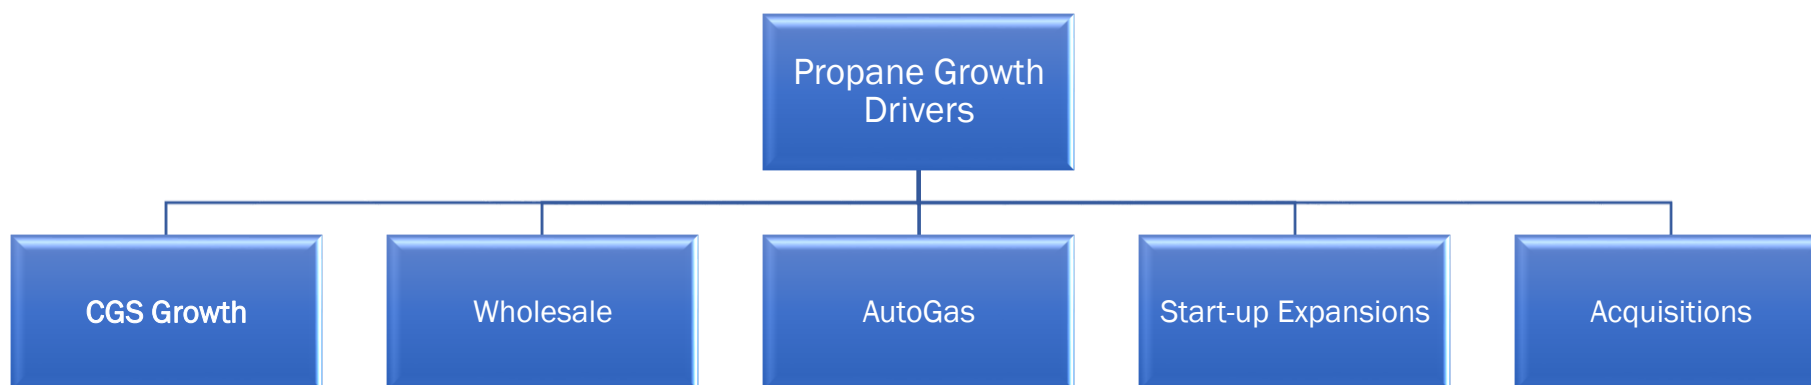 Propane Growth
Drivers
CGS Growth
Wholesale
AutoGas
Start-up Expansions
Acquisitions